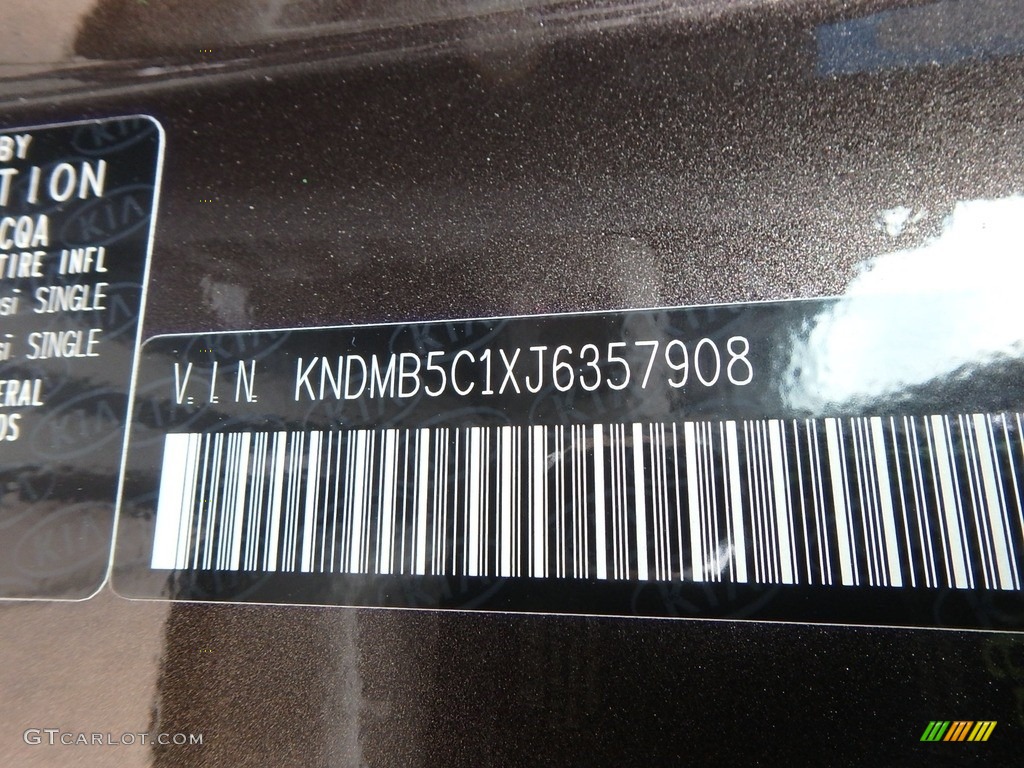 BY
TION
CQA
TIRE INFL
si SINGLE
si SINGLE
ERAL
DS
V.I.N. KNDMB5C1XJ6357908
GTCARLOT.COM